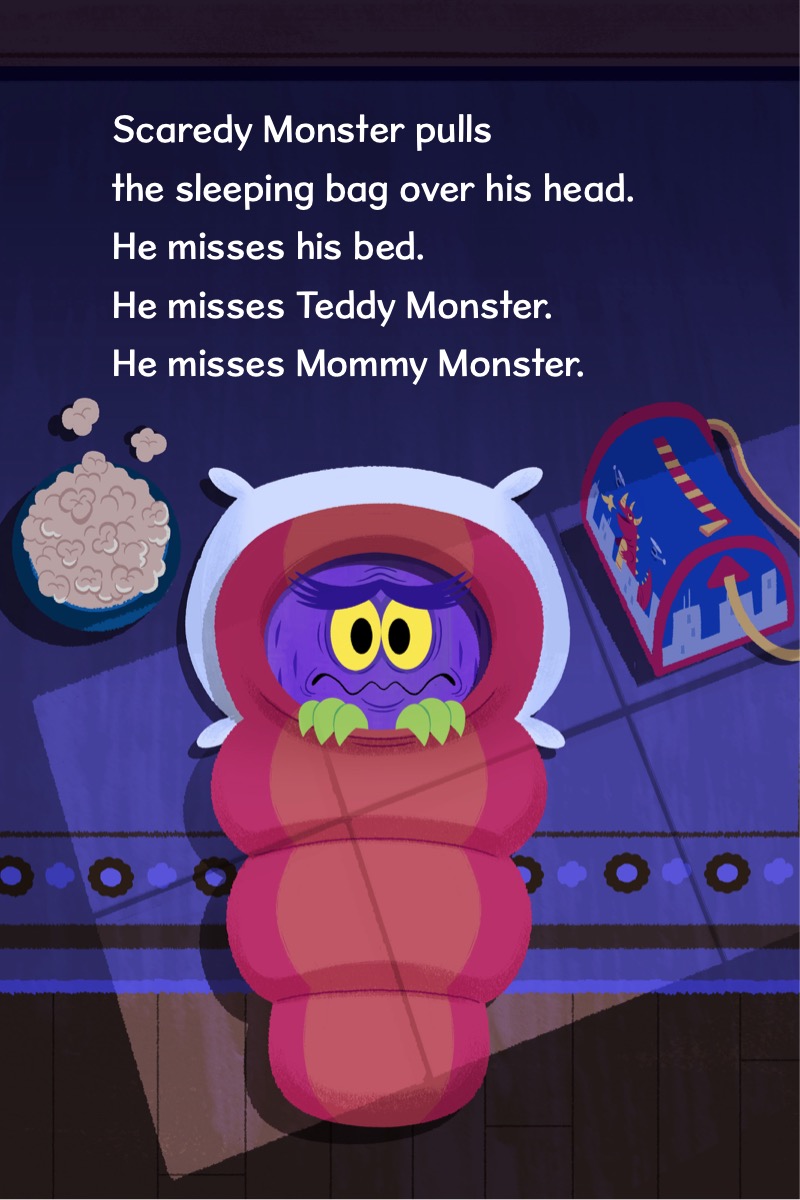 Scaredy Monster pulls
the sleeping bag over his head.
He misses his bed.
He misses Teddy Monster.
He misses Mommy Monster.